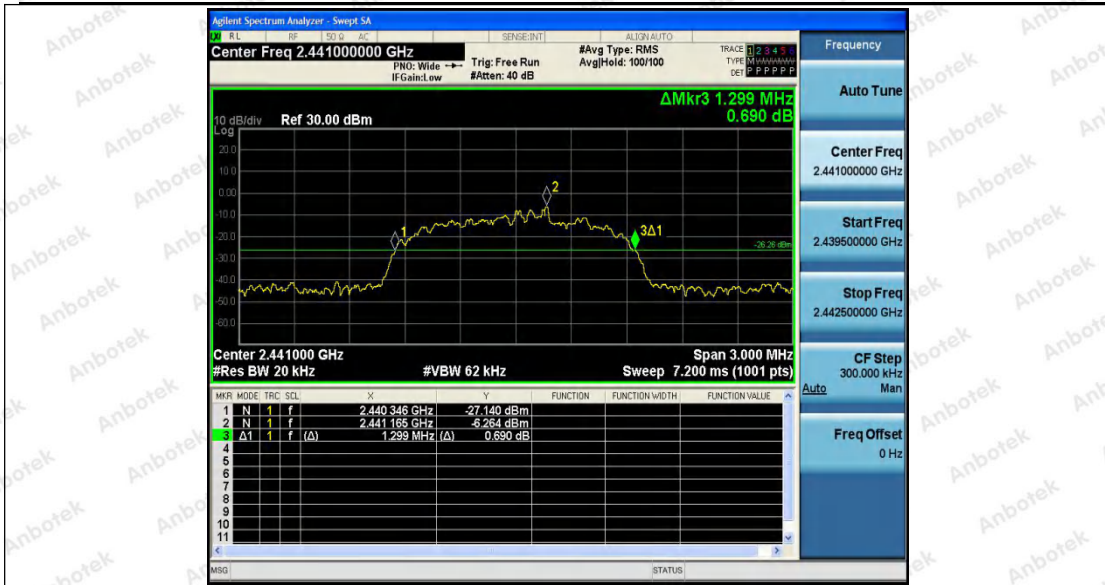 Agilent Spectrum Analyzer - Swept SA
LXI RL RF 50 Ω AC SENSE:INT ALIGN AUTO
Center Freq 2.441000000 GHz
PNO: Wide
IFGain:Low
Trig: Free Run
#Atten: 40 dB
#Avg Type: RMS
Avg|Hold: 100/100
TRACE 1 2 3 4 5 6
TYPE M
DET P P P P P P
ΔMkr3 1.299 MHz
0.690 dB
10 dB/div Ref 30.00 dBm
Log
20.0
10.0
0.00
-10.0
-20.0
-30.0
-40.0
-50.0
-60.0
1
2
3Δ1
-26.26 dBm
Center 2.441000 GHz Span 3.000 MHz
#Res BW 20 kHz #VBW 62 kHz Sweep 7.200 ms (1001 pts)
MKR MODE TRC SCL X Y FUNCTION FUNCTION WIDTH FUNCTION VALUE
1 N 1 f 2.440 346 GHz -27.140 dBm
2 N 1 f 2.441 165 GHz -6.264 dBm
3 Δ1 1 f (Δ) 1.299 MHz (Δ) 0.690 dB
4
5
6
7
8
9
10
11
MSG STATUS
Frequency
Auto Tune
Center Freq
2.441000000 GHz
Start Freq
2.439500000 GHz
Stop Freq
2.442500000 GHz
CF Step
300.000 kHz
Auto Man
Freq Offset
0 Hz
Anbotek